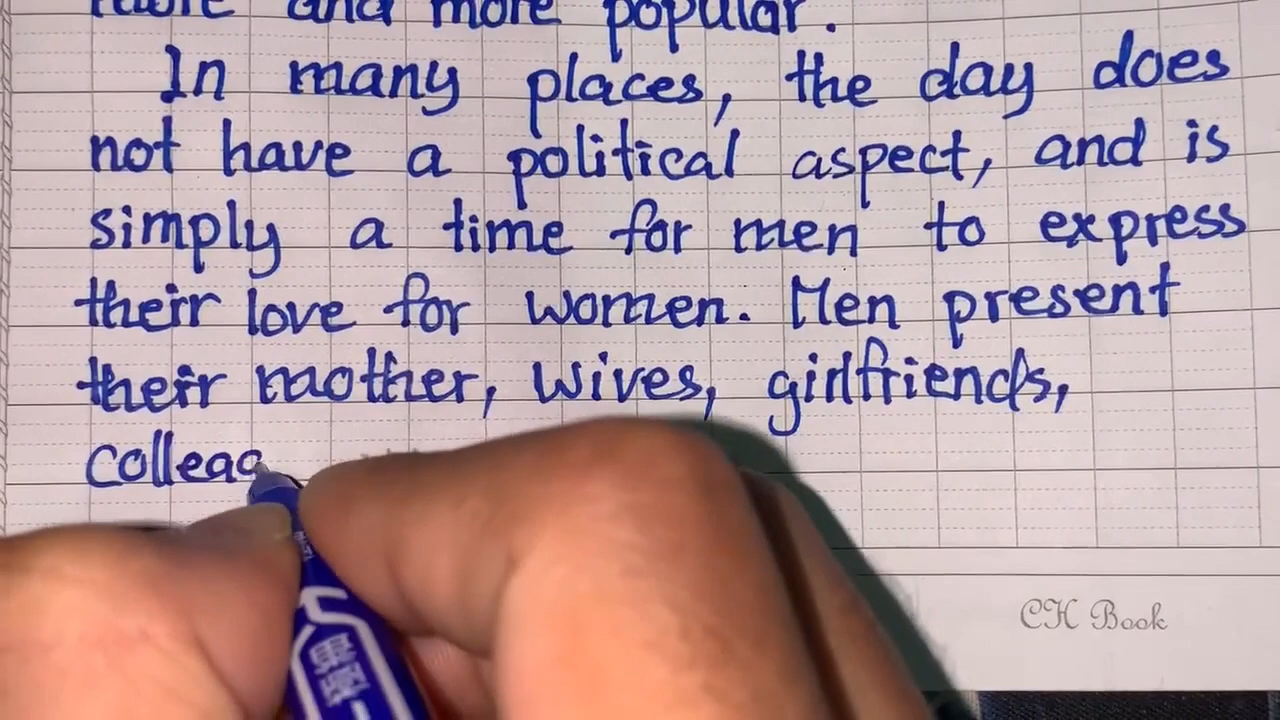 and more popular.
In many places, the day does
not have a political aspect, and is
simply a time for men to express
their love for women. Men present
their mother, wives, girlfriends,
colleag
CH Book